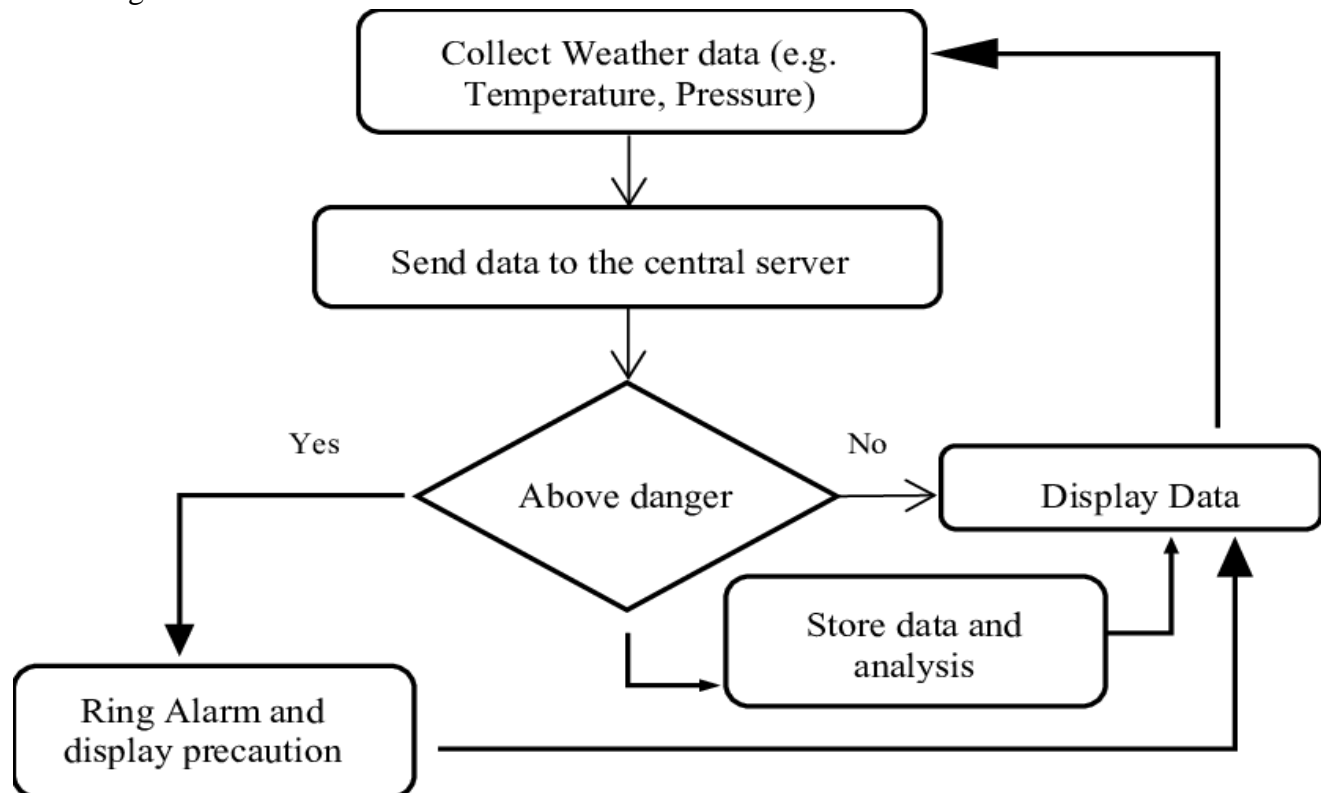 Collect Weather data (e.g.
Temperature, Pressure)
Send data to the central server
Yes
No
Above danger
Display Data
Store data and
analysis
Ring Alarm and
display precaution